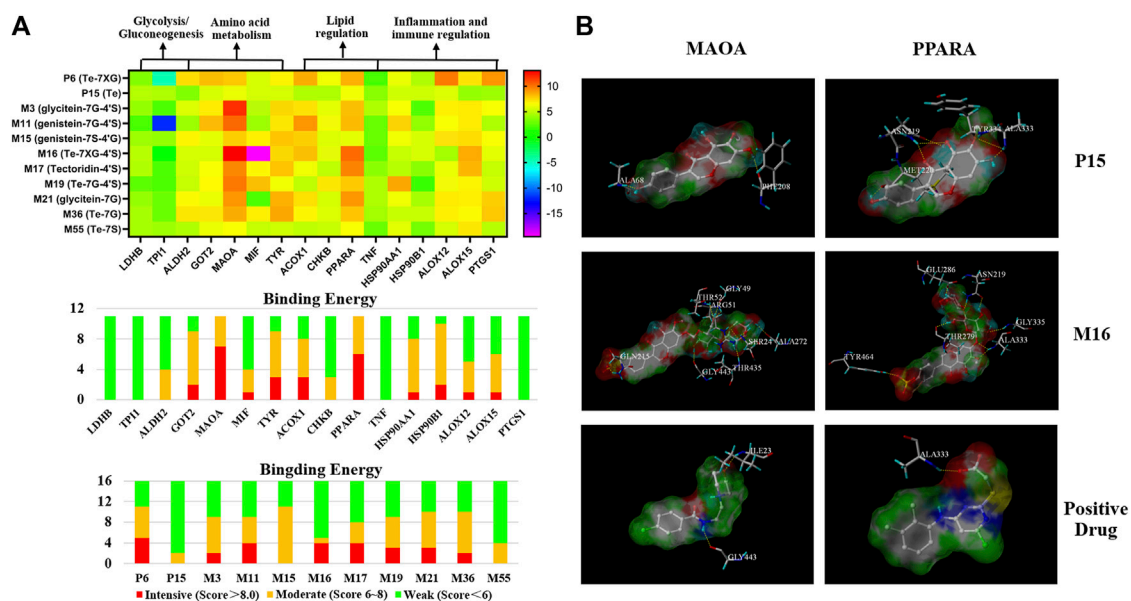 A
Glycolysis/
Gluconeogenesis
Amino acid
metabolism
Lipid
regulation
Inflammation and
immune regulation
P6 (Te-7XG)
P15 (Te)
M3 (glycitein-7G-4'S)
M11 (genistein-7G-4'S)
M15 (genistein-7S-4'G)
M16 (Te-7XG-4'S)
M17 (Tectoridin-4'S)
M19 (Te-7G-4'S)
M21 (glycitein-7G)
M36 (Te-7G)
M55 (Te-7S)
10
5
0
-5
-10
-15
LDHB TPI1 ALDH2 GOT2 MAOA MIF TYR ACOX1 CHKB PPARA TNF HSP90AA1 HSP90B1 ALOX12 ALOX15 PTGS1
Binding Energy
12
8
4
0
LDHB TPI1 ALDH2 GOT2 MAOA MIF TYR ACOX1 CHKB PPARA TNF HSP90AA1 HSP90B1 ALOX12 ALOX15 PTGS1
Bingding Energy
16
12
8
4
0
P6 P15 M3 M11 M15 M16 M17 M19 M21 M36 M55
Intensive (Score＞8.0) Moderate (Score 6~8) Weak (Score＜6)
B
MAOA PPARA
ALA68
PHE208
ASN219
TYR334
ALA333
MET220
P15
THR52
GLY49
ARG51
SER24
ALA272
GLN215
GLY443
THR435
GLU286
ASN219
GLY335
THR279
ALA333
TYR464
M16
ILE23
GLY443
ALA333
Positive
Drug